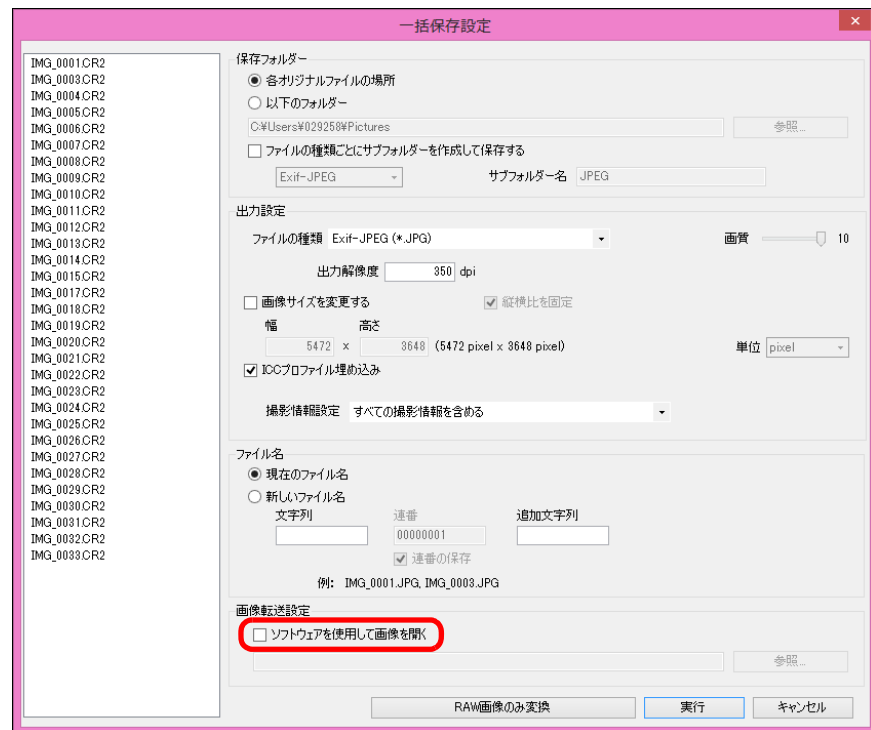 一括保存設定
IMG_0001.CR2
IMG_0003.CR2
IMG_0004.CR2
IMG_0005.CR2
IMG_0006.CR2
IMG_0007.CR2
IMG_0008.CR2
IMG_0009.CR2
IMG_0010.CR2
IMG_0011.CR2
IMG_0012.CR2
IMG_0013.CR2
IMG_0014.CR2
IMG_0015.CR2
IMG_0017.CR2
IMG_0018.CR2
IMG_0019.CR2
IMG_0020.CR2
IMG_0021.CR2
IMG_0022.CR2
IMG_0023.CR2
IMG_0024.CR2
IMG_0025.CR2
IMG_0026.CR2
IMG_0027.CR2
IMG_0028.CR2
IMG_0029.CR2
IMG_0030.CR2
IMG_0031.CR2
IMG_0032.CR2
IMG_0033.CR2
保存フォルダー
各オリジナルファイルの場所
以下のフォルダー
C:¥Users¥029258¥Pictures 参照...
ファイルの種類ごとにサブフォルダーを作成して保存する
Exif-JPEG サブフォルダー名 JPEG
出力設定
ファイルの種類 Exif-JPEG (*.JPG) 画質 10
出力解像度 350 dpi
画像サイズを変更する 縦横比を固定
幅 高さ
5472 x 3648 (5472 pixel x 3648 pixel) 単位 pixel
ICCプロファイル埋め込み
撮影情報設定 すべての撮影情報を含める
ファイル名
現在のファイル名
新しいファイル名
文字列 連番 追加文字列
00000001
連番の保存
例: IMG_0001.JPG, IMG_0003.JPG
画像転送設定
ソフトウェアを使用して画像を開く
参照...
RAW画像のみ変換 実行 キャンセル